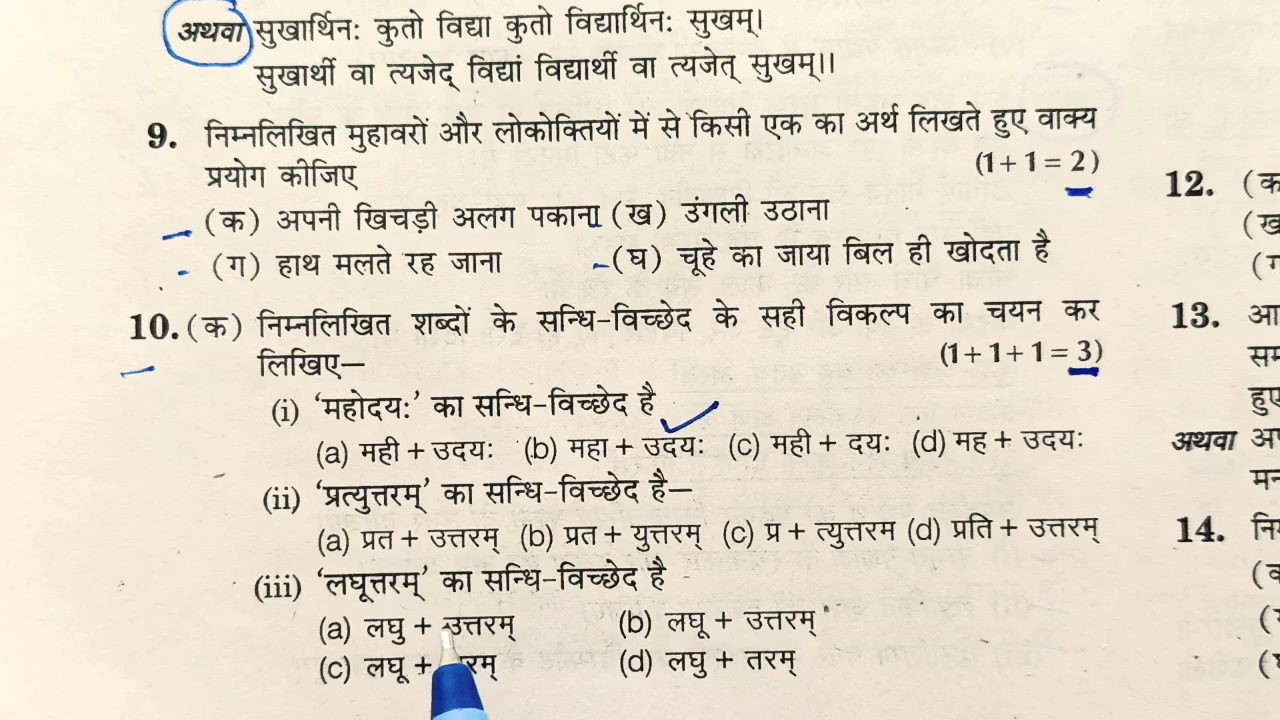 अथवा सुखार्थिनः कुतो विद्या कुतो विद्यार्थिनः सुखम्।
सुखार्थी वा त्यजेद् विद्यां विद्यार्थी वा त्यजेत् सुखम्।।
9. निम्नलिखित मुहावरों और लोकोक्तियों में से किसी एक का अर्थ लिखते हुए वाक्य
प्रयोग कीजिए (1+1=2)
(क) अपनी खिचड़ी अलग पकाना (ख) उंगली उठाना
(ग) हाथ मलते रह जाना (घ) चूहे का जाया बिल ही खोदता है
10. (क) निम्नलिखित शब्दों के सन्धि-विच्छेद के सही विकल्प का चयन कर
लिखिए— (1+1+1=3)
(i) 'महोदयः' का सन्धि-विच्छेद है
(a) मही + उदयः (b) महा + उदयः (c) मही + दयः (d) मह + उदयः
(ii) 'प्रत्युत्तरम्' का सन्धि-विच्छेद है—
(a) प्रत + उत्तरम् (b) प्रत + युत्तरम् (c) प्र + त्युत्तरम (d) प्रति + उत्तरम्
(iii) 'लघूत्तरम्' का सन्धि-विच्छेद है
(a) लघु + उत्तरम् (b) लघू + उत्तरम्
(c) लघू + (d) लघु + तरम्
12. (क
(ख
(ग
13.
हुए
अथवा
14.